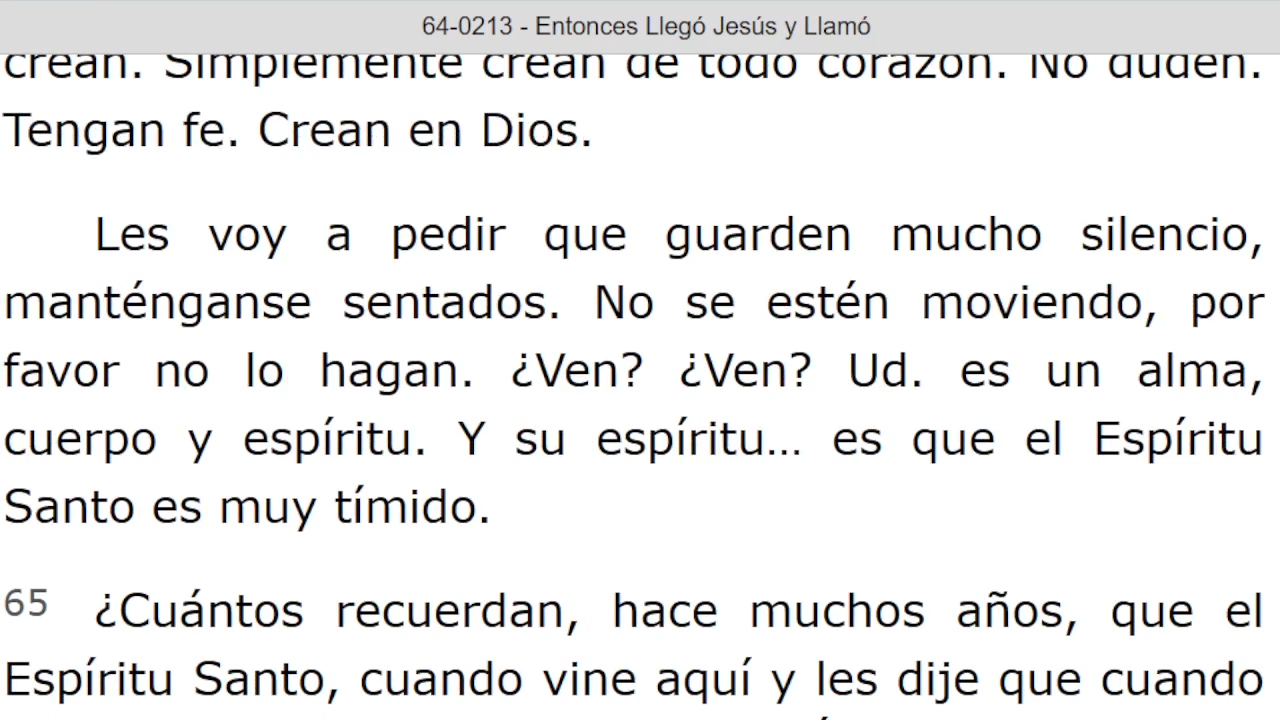 64-0213 - Entonces Llegó Jesús y Llamó
crean. Simplemente crean de todo corazón. No duden.
Tengan fe. Crean en Dios.
Les voy a pedir que guarden mucho silencio,
manténganse sentados. No se estén moviendo, por
favor no lo hagan. ¿Ven? ¿Ven? Ud. es un alma,
cuerpo y espíritu. Y su espíritu... es que el Espíritu
Santo es muy tímido.
65 ¿Cuántos recuerdan, hace muchos años, que el
Espíritu Santo, cuando vine aquí y les dije que cuando